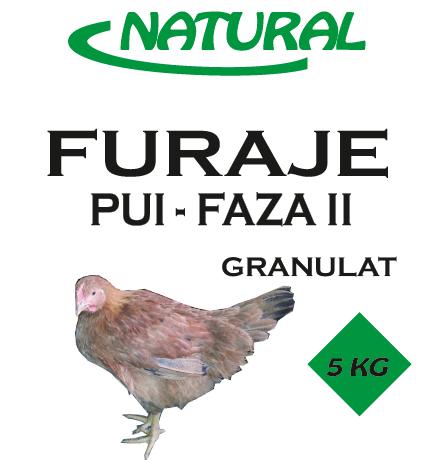 NATURAL
FURAJE
PUI - FAZA II
GRANULAT
5 KG